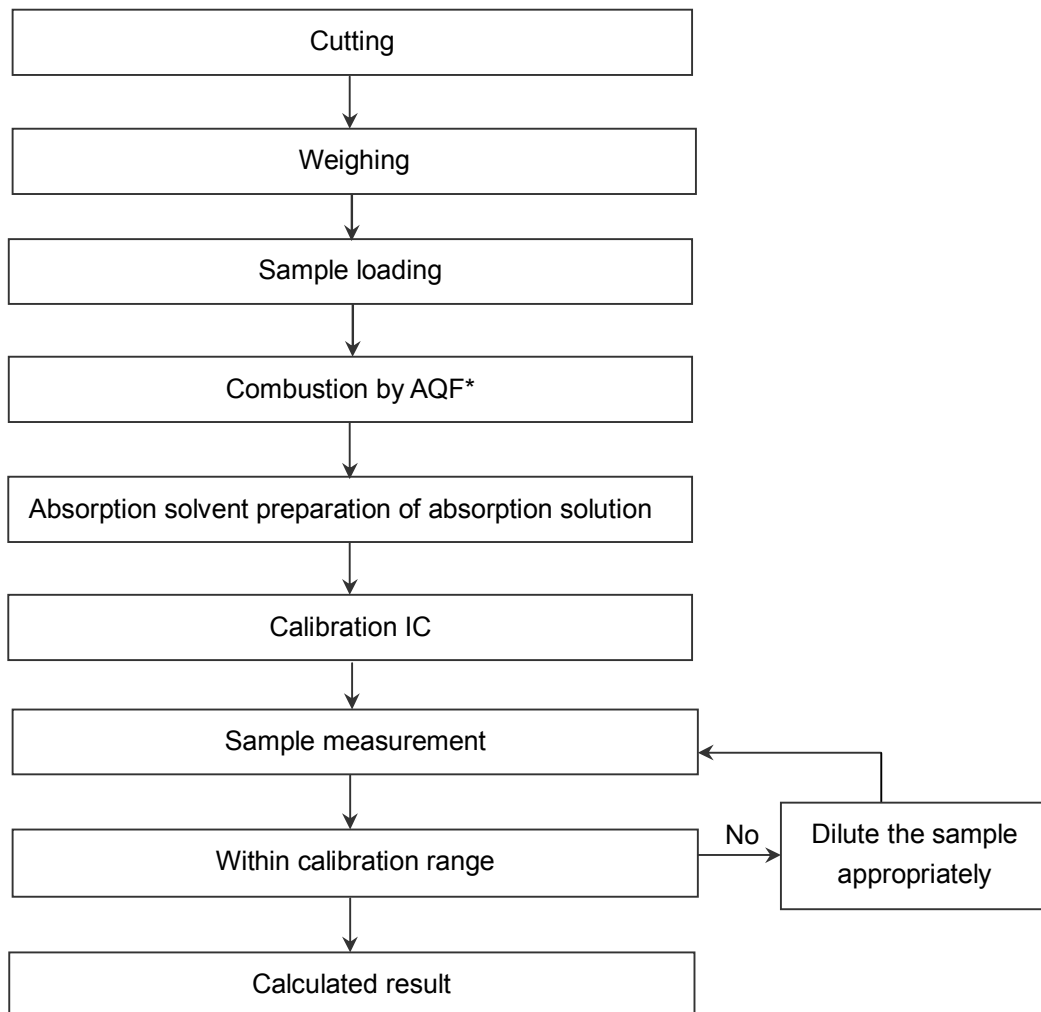 Cutting
Weighing
Sample loading
Combustion by AQF*
Absorption solvent preparation of absorption solution
Calibration IC
Sample measurement
Within calibration range
No
Dilute the sample
appropriately
Calculated result